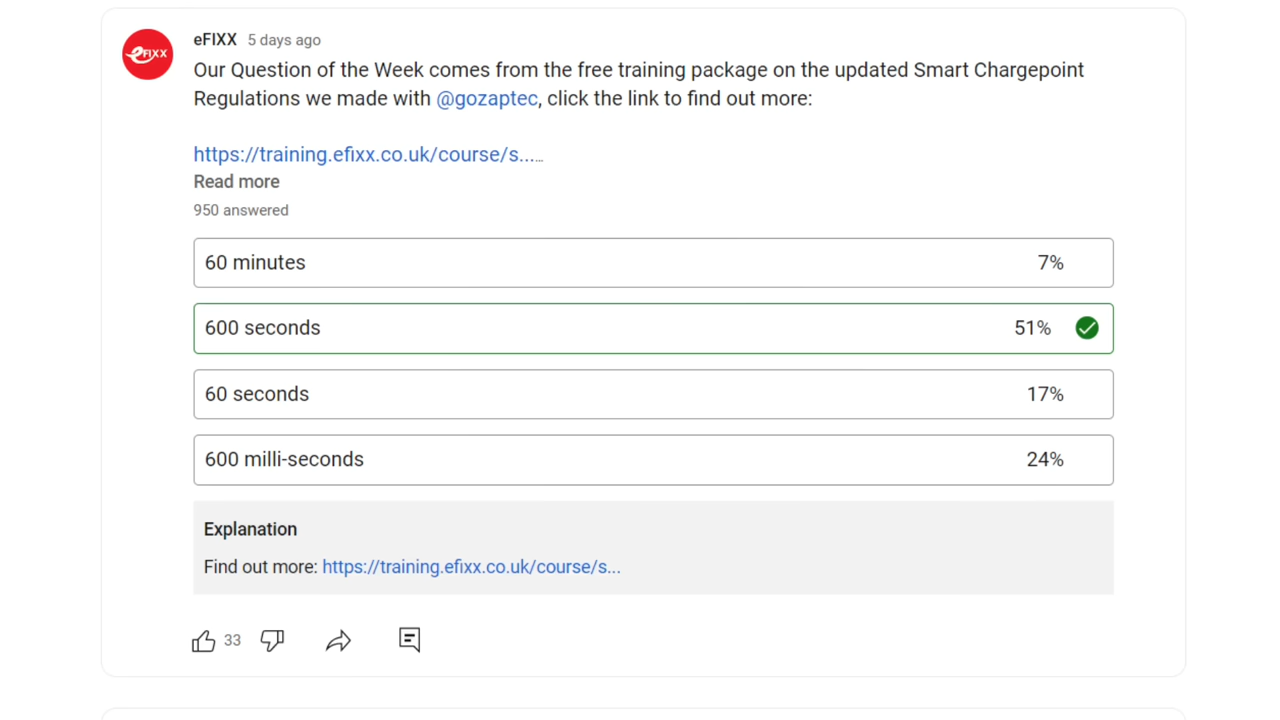 eFIXX
eFIXX 5 days ago
Our Question of the Week comes from the free training package on the updated Smart Chargepoint
Regulations we made with @gozaptec, click the link to find out more:
https://training.efixx.co.uk/course/s......
Read more
950 answered
60 minutes 7%
600 seconds 51%
60 seconds 17%
600 milli-seconds 24%
Explanation
Find out more: https://training.efixx.co.uk/course/s...
33